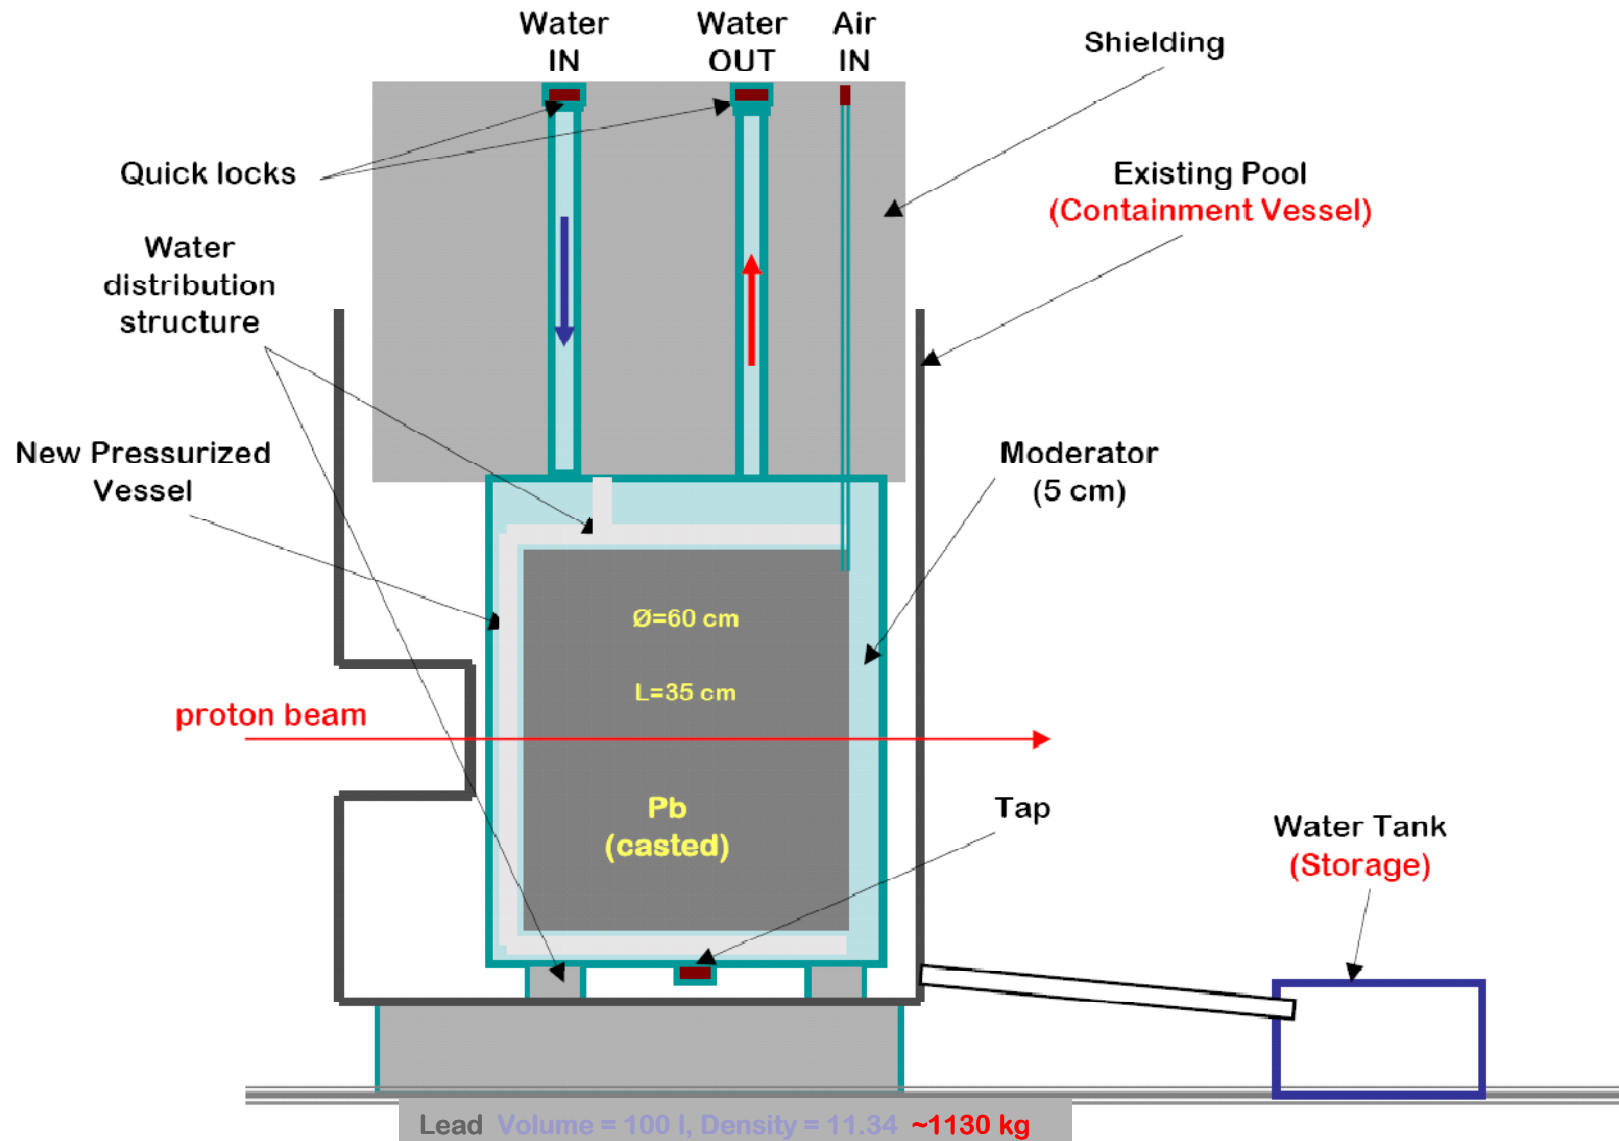 Water
IN
Water
OUT
Air
IN
Shielding
Quick locks
Existing Pool
(Containment Vessel)
Water
distribution
structure
New Pressurized
Vessel
Moderator
(5 cm)
Ø=60 cm
L=35 cm
proton beam
Pb
(casted)
Tap
Water Tank
(Storage)
Lead Volume = 100 l, Density = 11.34 ~1130 kg